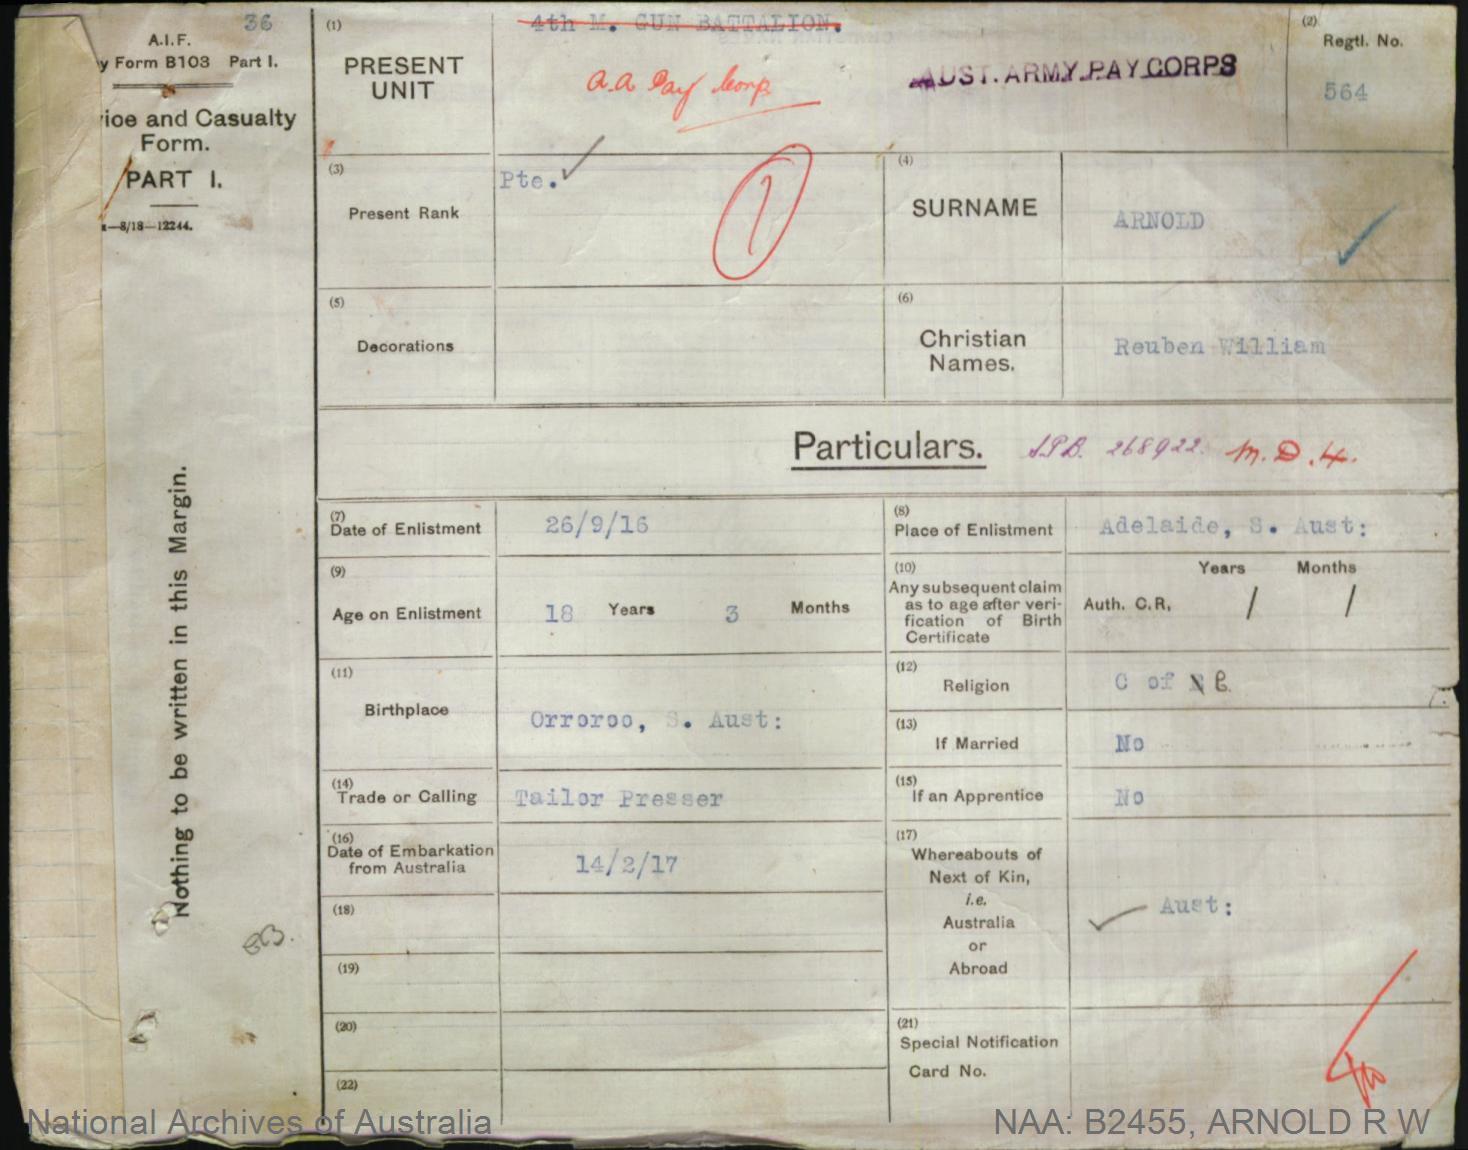 36
A.I.F.
y Form B103 Part I.
vice and Casualty
Form.
PART I.
—8/18—12244.
Nothing to be written in this Margin.
(1)
PRESENT
UNIT
4th M. GUN BATTALION.
A.A Pay Corp
AUST. ARMY PAY CORPS
(2)
Regtl. No.
564
(3)
Present Rank
Pte.
1
(4)
SURNAME
ARNOLD
(5)
Decorations
(6)
Christian
Names.
Reuben William
Particulars. 268922 M.D.4.
(7)
Date of Enlistment
26/9/16
(8)
Place of Enlistment
Adelaide, S. Aust:
(9)
Age on Enlistment
18 Years 3 Months
(10)
Any subsequent claim
as to age after veri-
fication of Birth
Certificate
Years Months
Auth. C.R. / /
(11)
Birthplace
Orroroo, S. Aust:
(12)
Religion
C of E.
(13)
If Married
No
(14)
Trade or Calling
Tailor Presser
(15)
If an Apprentice
No
(16)
Date of Embarkation
from Australia
14/2/17
(17)
Whereabouts of
Next of Kin,
i.e.
Australia
or
Abroad
Aust:
(18)
(19)
(20)
(21)
Special Notification
Card No.
(22)
National Archives of Australia
NAA: B2455, ARNOLD R W